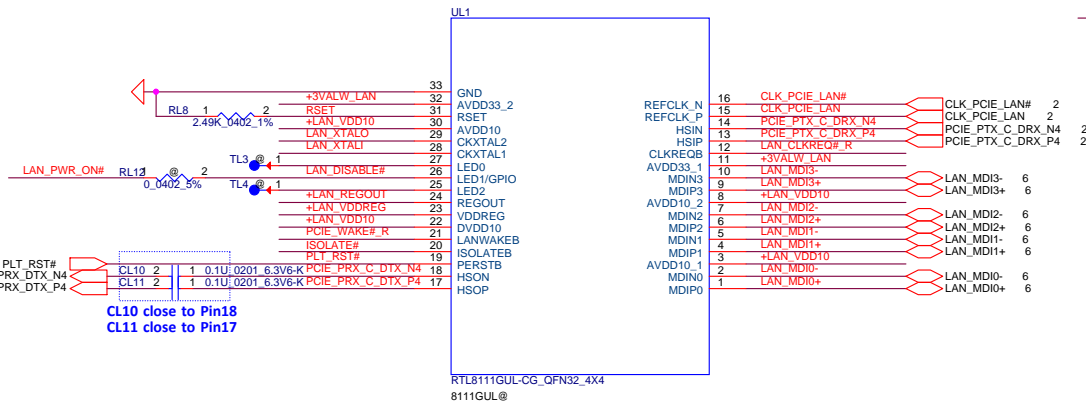 UL1
33
GND
+3VALW_LAN
32
AVDD33_2
RL8 1 2
RSET
31
RSET
2.49K_0402_1%
+LAN_VDD10
30
AVDD10
LAN_XTALO
29
CKXTAL2
LAN_XTALI
28
CKXTAL1
TL3 @ 1
27
LED0
LAN_PWR_ON#
@ 2
LAN_DISABLE#
26
LED1/GPIO
0_0402_5%
TL4 @ 1
25
LED2
+LAN_REGOUT
24
REGOUT
+LAN_VDDREG
23
VDDREG
+LAN_VDD10
22
DVDD10
PCIE_WAKE#_R
21
LANWAKEB
ISOLATE#
20
ISOLATEB
PLT_RST#
PLT_RST#
19
PERSTB
PRX_DTX_N4
CL10 2 1 0.1U_0201_6.3V6-K
PCIE_PRX_C_DTX_N4
18
HSON
PRX_DTX_P4
CL11 2 1 0.1U_0201_6.3V6-K
PCIE_PRX_C_DTX_P4
17
HSOP
CL10 close to Pin18
CL11 close to Pin17
REFCLK_N
16
CLK_PCIE_LAN#
CLK_PCIE_LAN# 2
REFCLK_P
15
CLK_PCIE_LAN
CLK_PCIE_LAN 2
HSIN
14
PCIE_PTX_C_DRX_N4
PCIE_PTX_C_DRX_N4 2
HSIP
13
PCIE_PTX_C_DRX_P4
PCIE_PTX_C_DRX_P4 2
CLKREQB
12
LAN_CLKREQ#_R
AVDD33_1
11
+3VALW_LAN
MDIN3
10
LAN_MDI3-
LAN_MDI3- 6
MDIP3
9
LAN_MDI3+
LAN_MDI3+ 6
AVDD10_2
8
+LAN_VDD10
MDIN2
7
LAN_MDI2-
LAN_MDI2- 6
MDIP2
6
LAN_MDI2+
LAN_MDI2+ 6
MDIN1
5
LAN_MDI1-
LAN_MDI1- 6
MDIP1
4
LAN_MDI1+
LAN_MDI1+ 6
AVDD10_1
3
+LAN_VDD10
MDIN0
2
LAN_MDI0-
LAN_MDI0- 6
MDIP0
1
LAN_MDI0+
LAN_MDI0+ 6
RTL8111GUL-CG_QFN32_4X4
8111GUL@